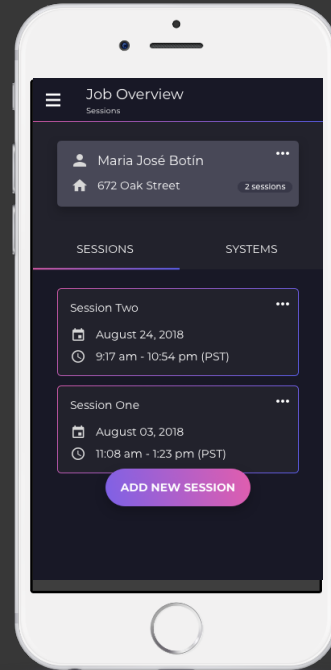 Job Overview
Sessions
Maria José Botín
672 Oak Street
2 sessions
SESSIONS
SYSTEMS
Session Two
August 24, 2018
9:17 am - 10:54 pm (PST)
Session One
August 03, 2018
11:08 am - 1:23 pm (PST)
ADD NEW SESSION